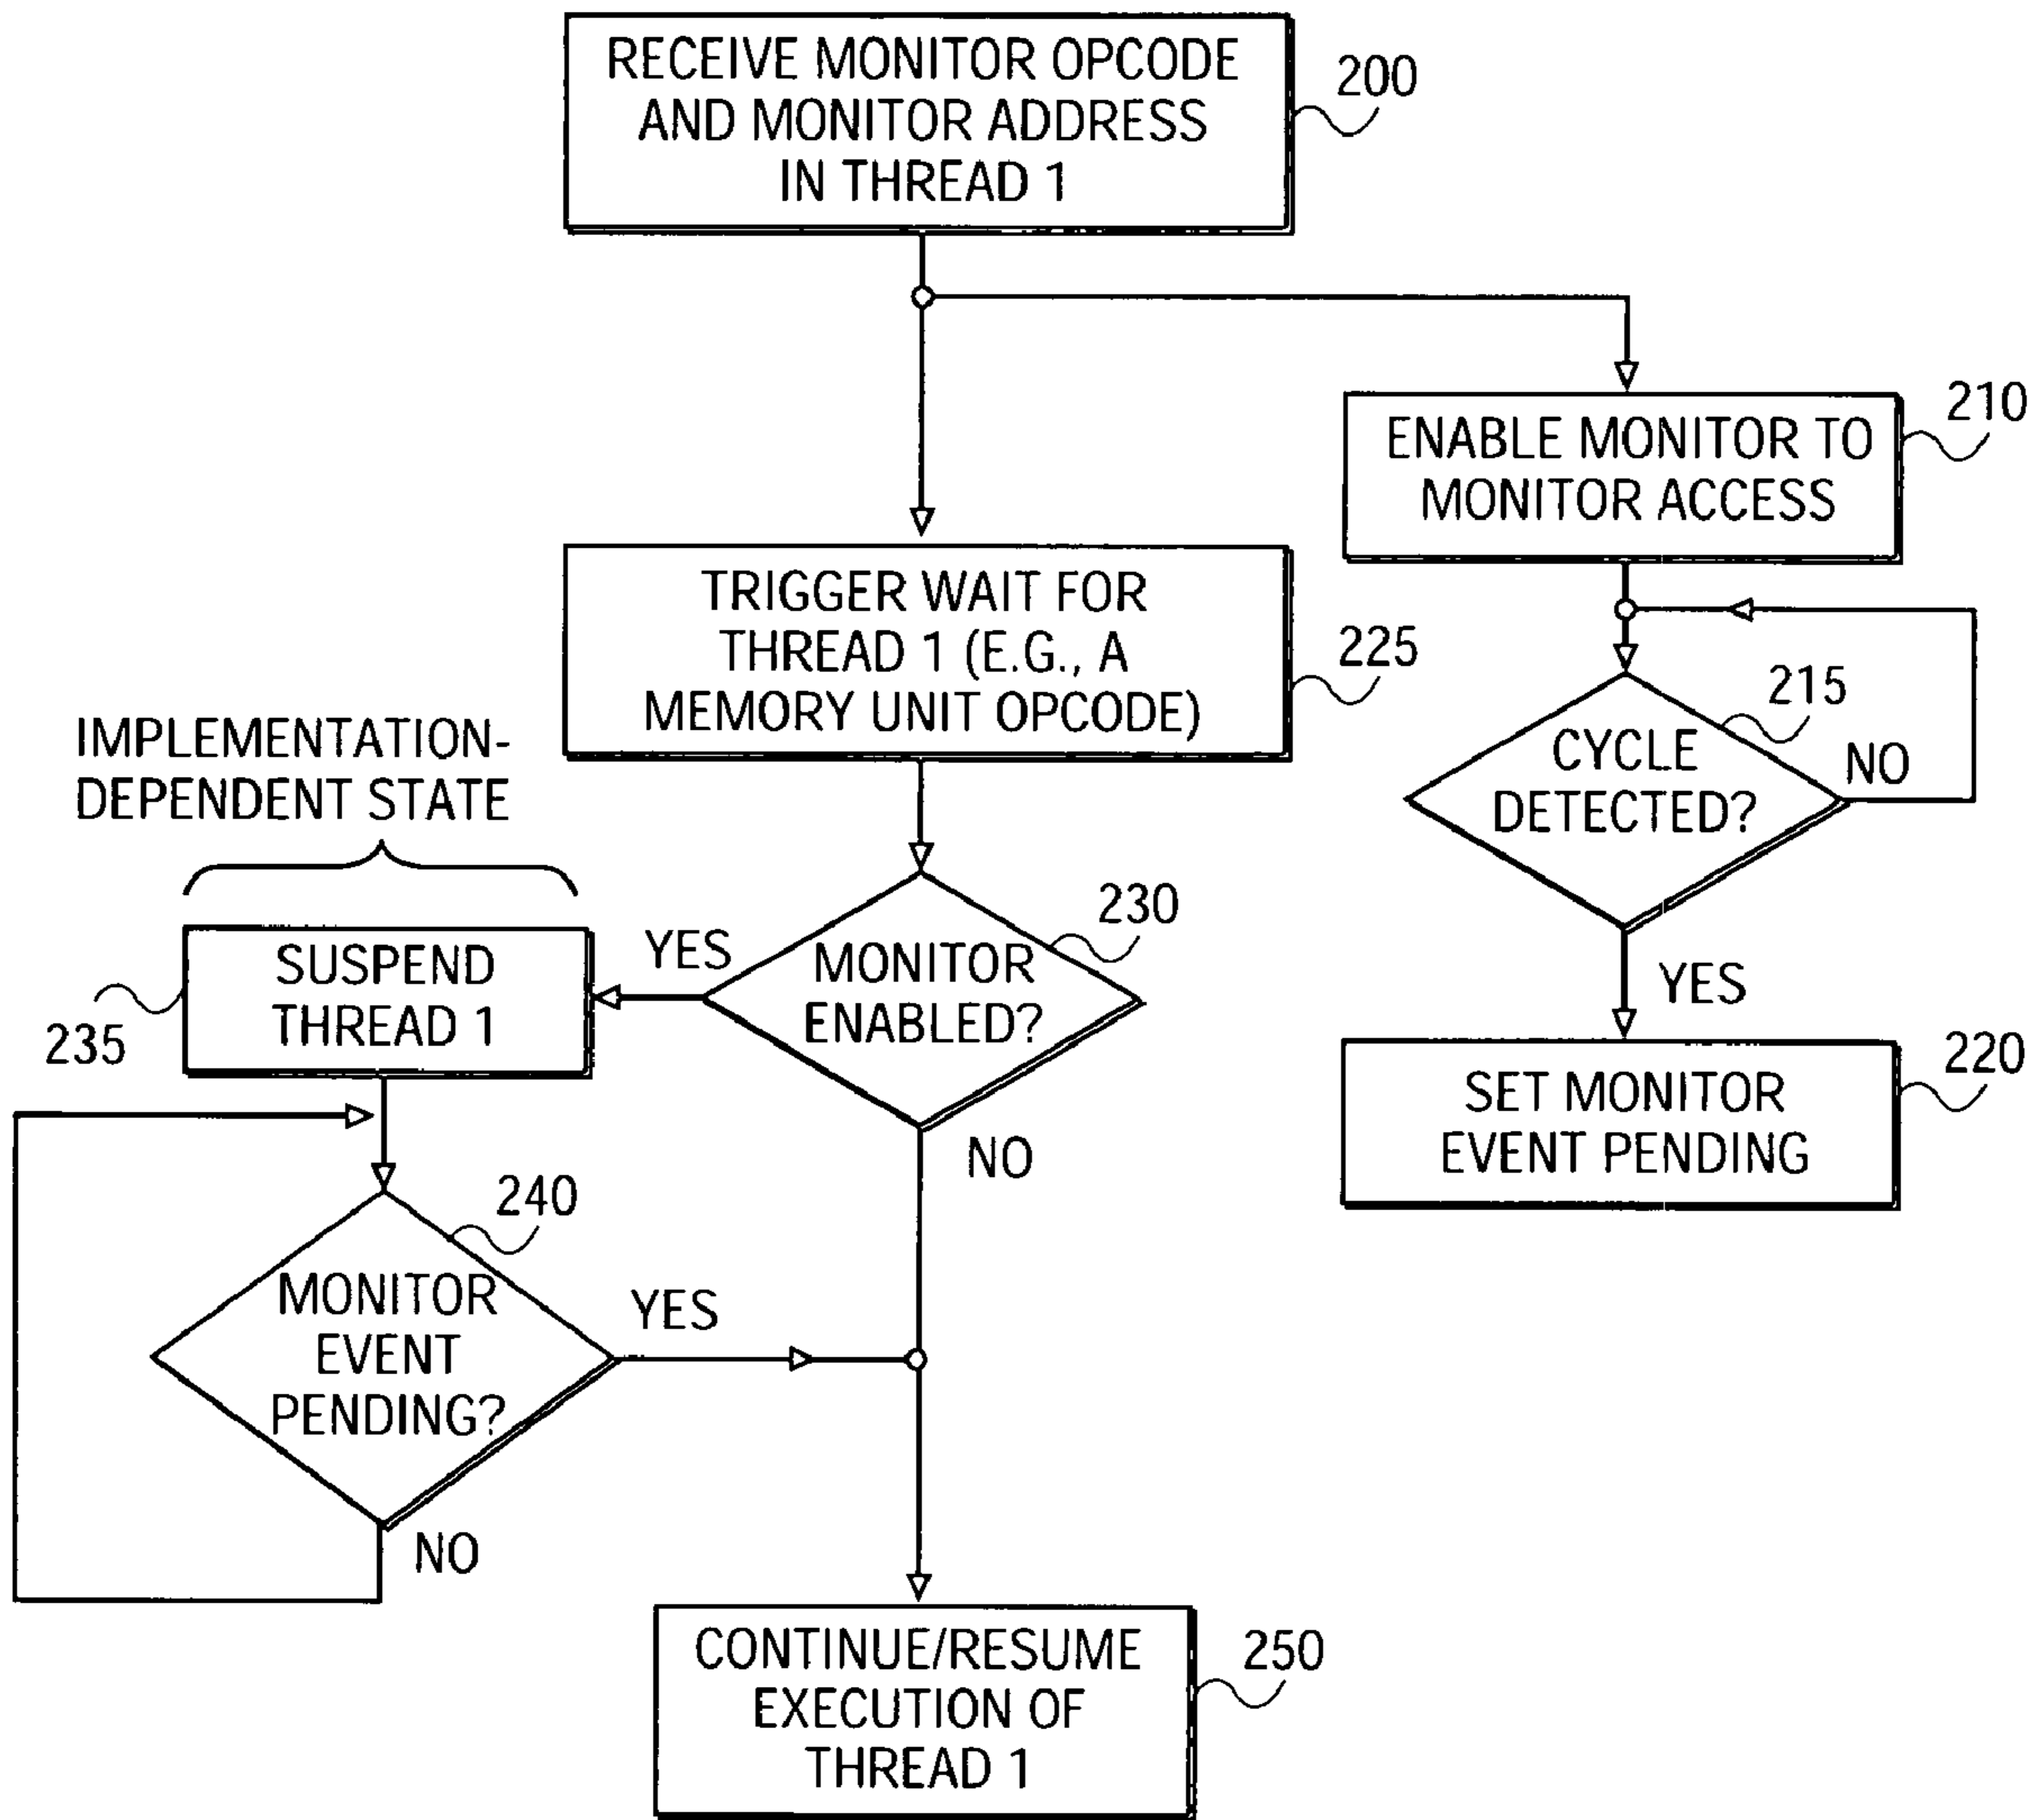 RECEIVE MONITOR OPCODE
AND MONITOR ADDRESS
IN THREAD 1
200
ENABLE MONITOR TO
MONITOR ACCESS
210
TRIGGER WAIT FOR
THREAD 1 (E.G., A
MEMORY UNIT OPCODE)
225
CYCLE
DETECTED?
215
NO
YES
IMPLEMENTATION-
DEPENDENT STATE
SUSPEND
THREAD 1
235
YES
MONITOR
ENABLED?
230
NO
SET MONITOR
EVENT PENDING
220
MONITOR
EVENT
PENDING?
240
YES
NO
CONTINUE/RESUME
EXECUTION OF
THREAD 1
250